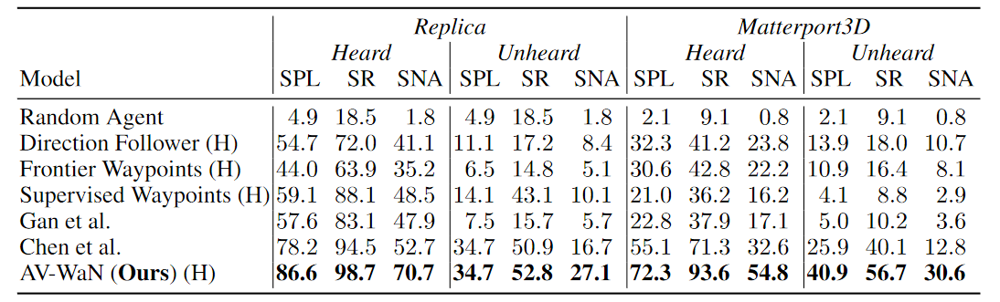 Replica Matterport3D
Heard Unheard Heard Unheard
Model SPL SR SNA SPL SR SNA SPL SR SNA SPL SR SNA
Random Agent 4.9 18.5 1.8 4.9 18.5 1.8 2.1 9.1 0.8 2.1 9.1 0.8
Direction Follower (H) 54.7 72.0 41.1 11.1 17.2 8.4 32.3 41.2 23.8 13.9 18.0 10.7
Frontier Waypoints (H) 44.0 63.9 35.2 6.5 14.8 5.1 30.6 42.8 22.2 10.9 16.4 8.1
Supervised Waypoints (H) 59.1 88.1 48.5 14.1 43.1 10.1 21.0 36.2 16.2 4.1 8.8 2.9
Gan et al. 57.6 83.1 47.9 7.5 15.7 5.7 22.8 37.9 17.1 5.0 10.2 3.6
Chen et al. 78.2 94.5 52.7 34.7 50.9 16.7 55.1 71.3 32.6 25.9 40.1 12.8
AV-WaN (Ours) (H) 86.6 98.7 70.7 34.7 52.8 27.1 72.3 93.6 54.8 40.9 56.7 30.6